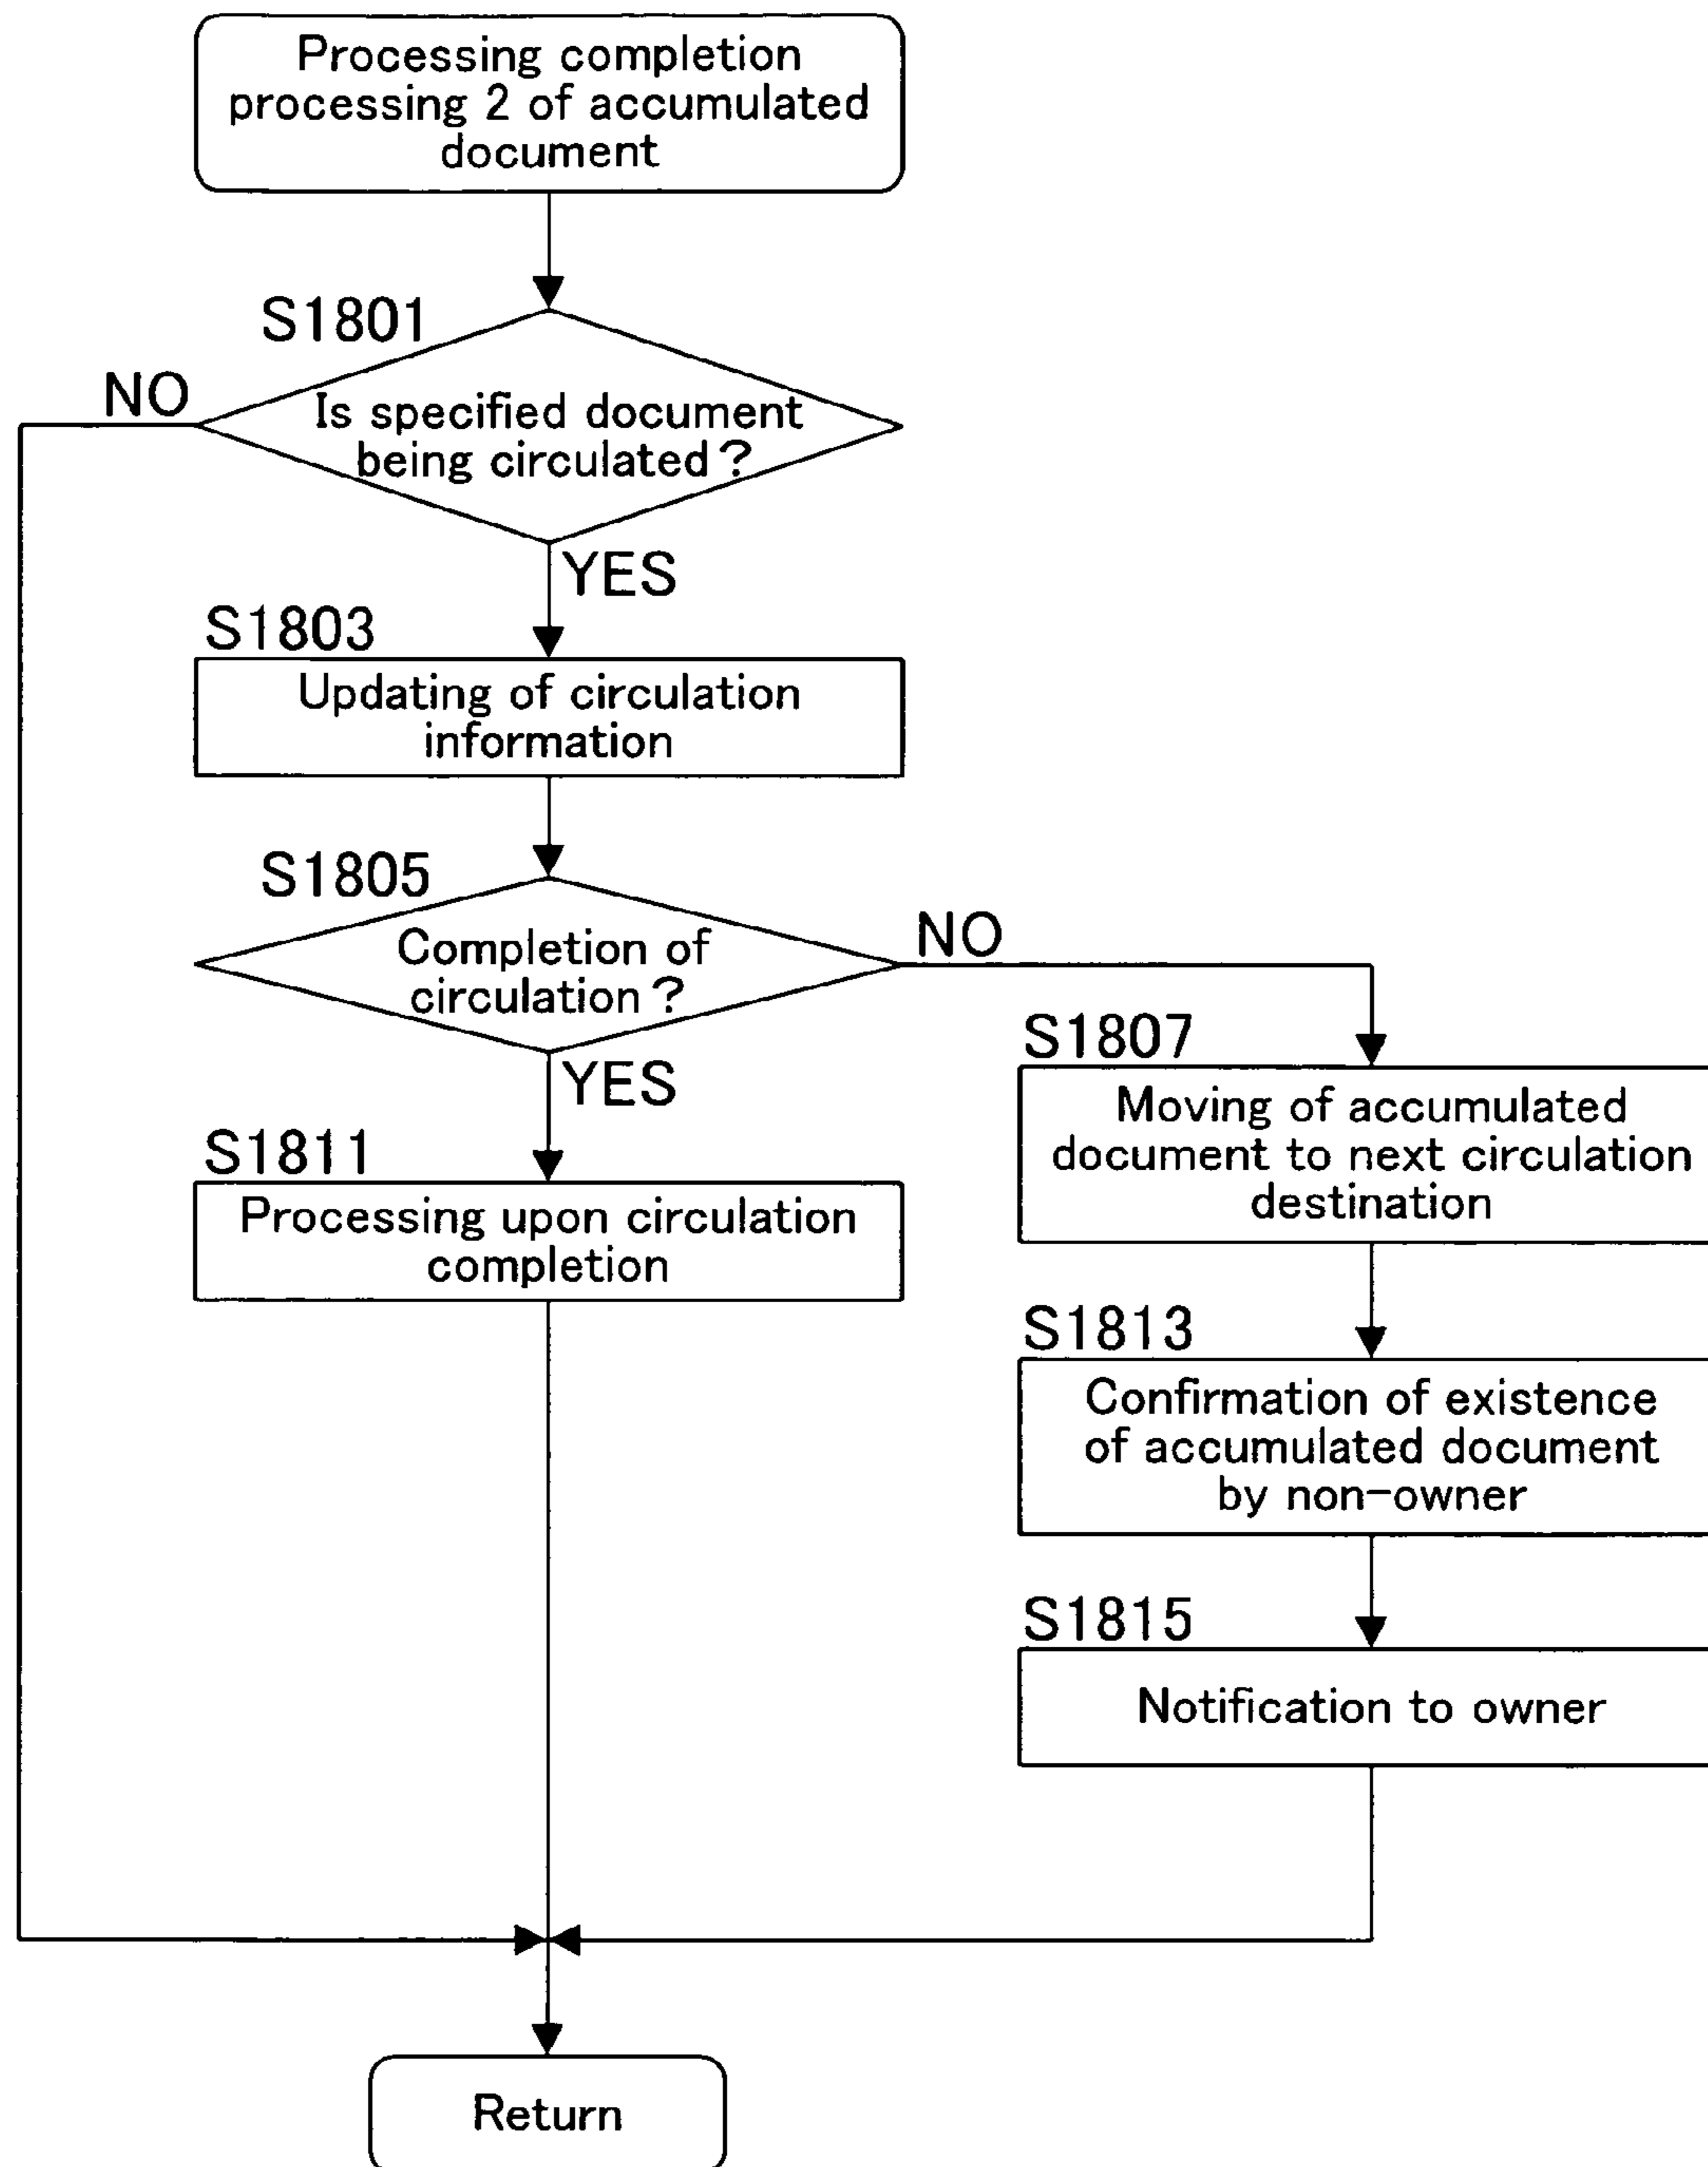 Processing completion
processing 2 of accumulated
document
S1801
NO
Is specified document
being circulated?
YES
S1803
Updating of circulation
information
S1805
Completion of
circulation?
NO
YES
S1811
Processing upon circulation
completion
S1807
Moving of accumulated
document to next circulation
destination
S1813
Confirmation of existence
of accumulated document
by non-owner
S1815
Notification to owner
Return